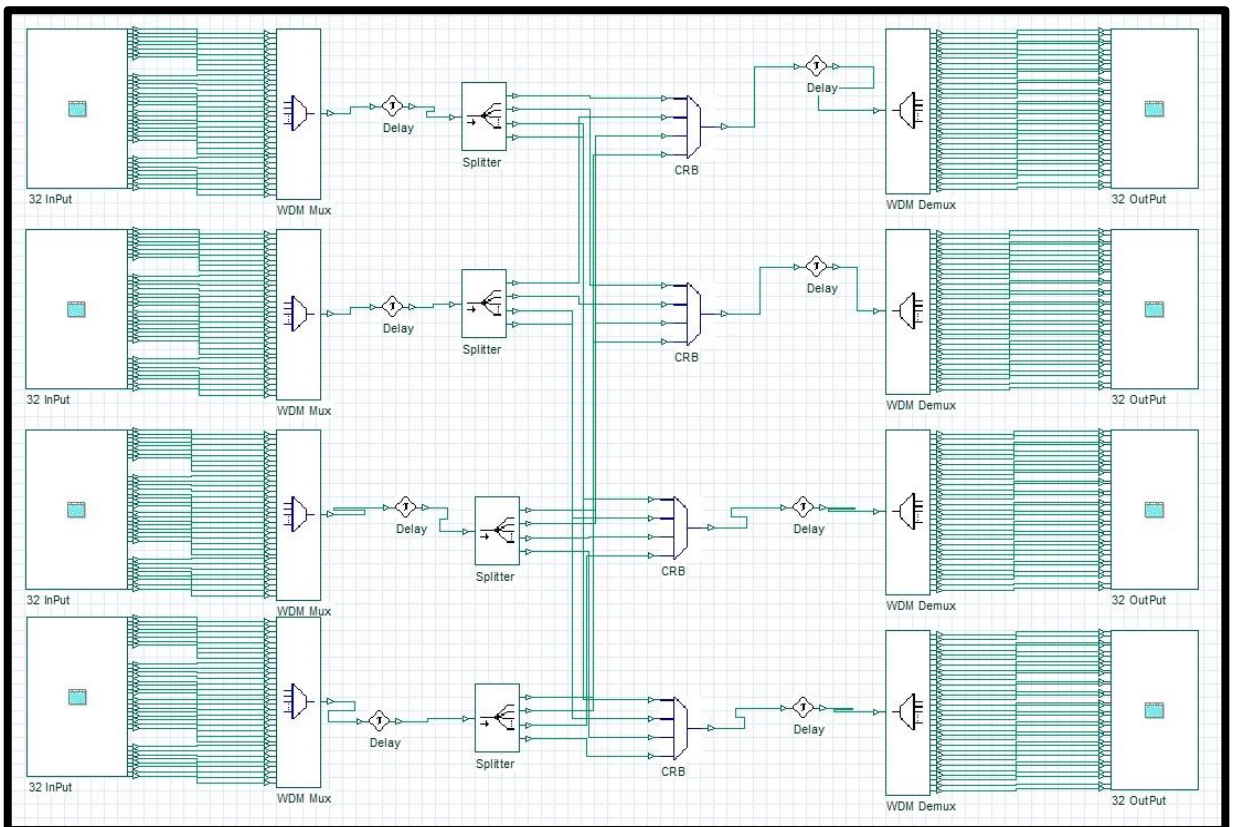 Delay
Delay
Splitter
CRB
32 InPut
WDM Mux
WDM Demux
32 OutPut
Delay
Delay
Splitter
CRB
32 InPut
WDM Mux
WDM Demux
32 OutPut
Delay
Delay
Splitter
CRB
32 InPut
WDM Mux
WDM Demux
32 OutPut
Delay
Delay
Splitter
CRB
32 InPut
WDM Mux
WDM Demux
32 OutPut